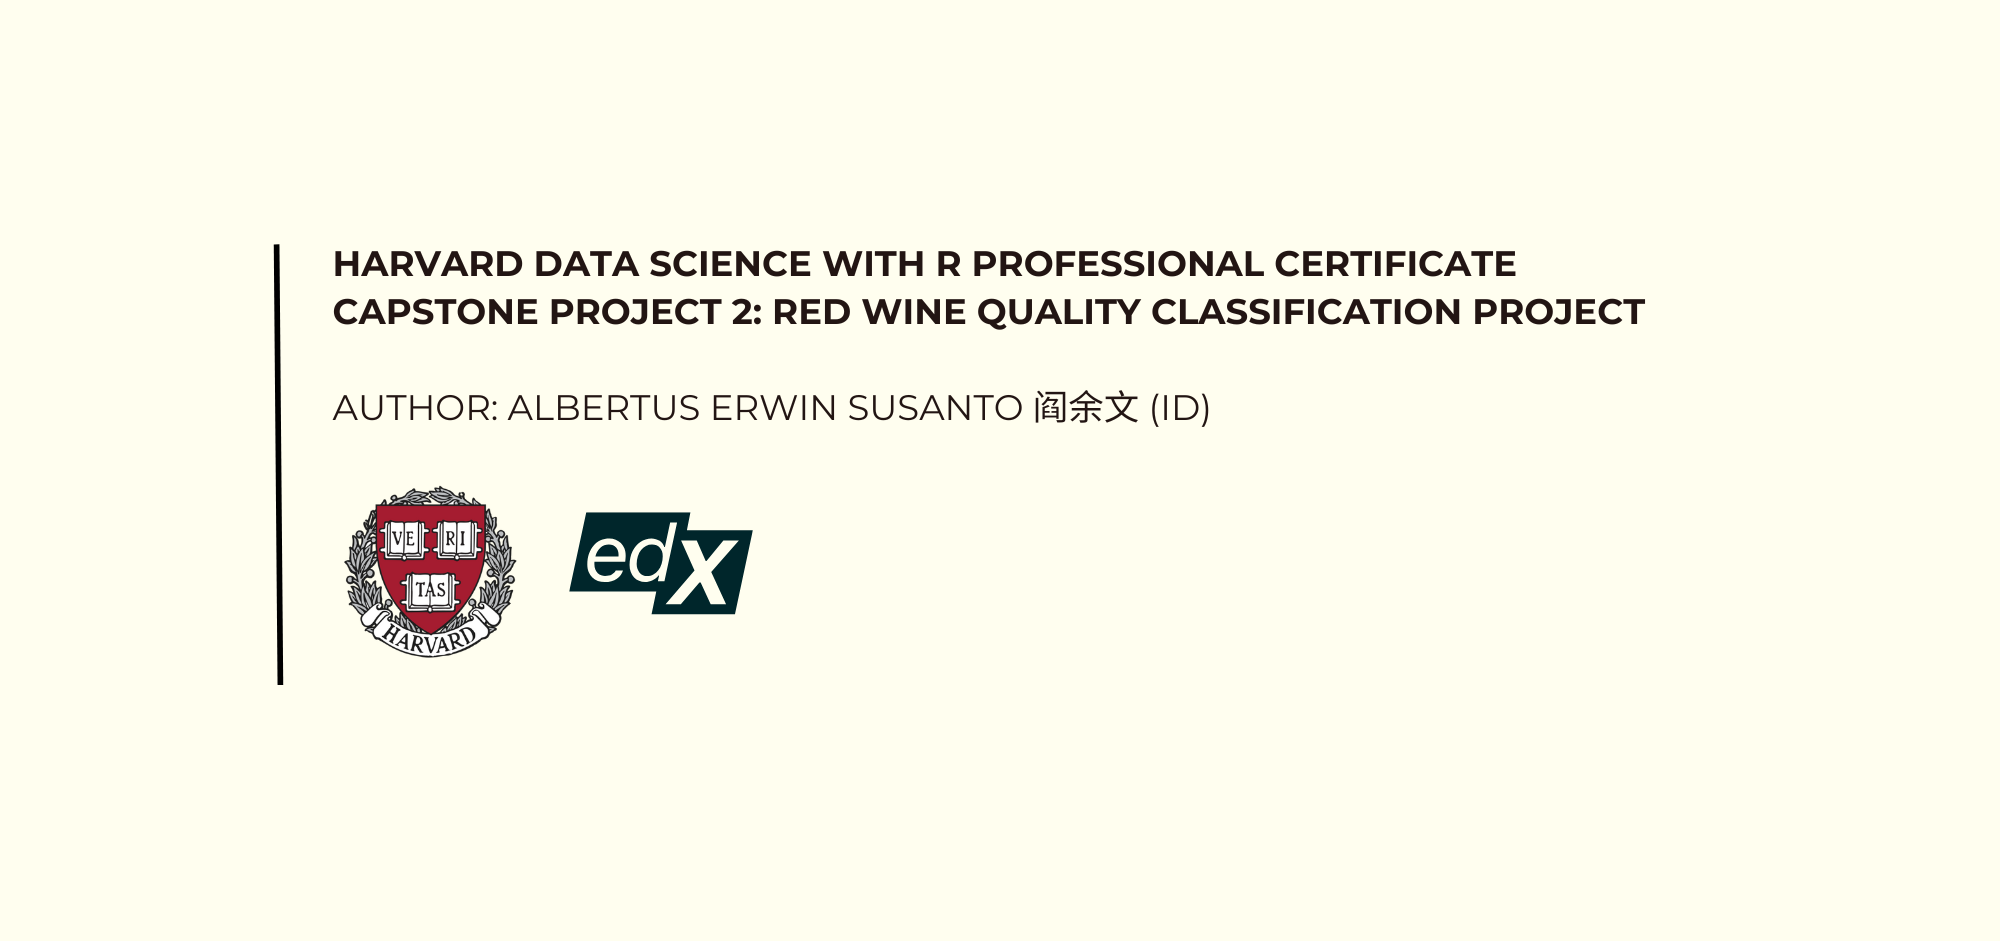 HARVARD DATA SCIENCE WITH R PROFESSIONAL CERTIFICATE
CAPSTONE PROJECT 2: RED WINE QUALITY CLASSIFICATION PROJECT
AUTHOR: ALBERTUS ERWIN SUSANTO 阎余文 (ID)
VE RI
TAS
HARVARD
edX